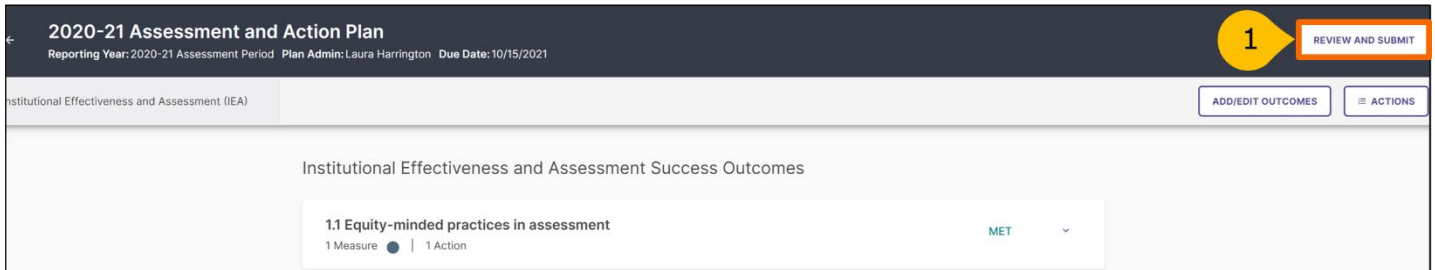 2020-21 Assessment and Action Plan
Reporting Year: 2020-21 Assessment Period Plan Admin: Laura Harrington Due Date: 10/15/2021
1
REVIEW AND SUBMIT
nstitutional Effectiveness and Assessment (IEA)
ADD/EDIT OUTCOMES
ACTIONS
Institutional Effectiveness and Assessment Success Outcomes
1.1 Equity-minded practices in assessment
MET
1 Measure | 1 Action